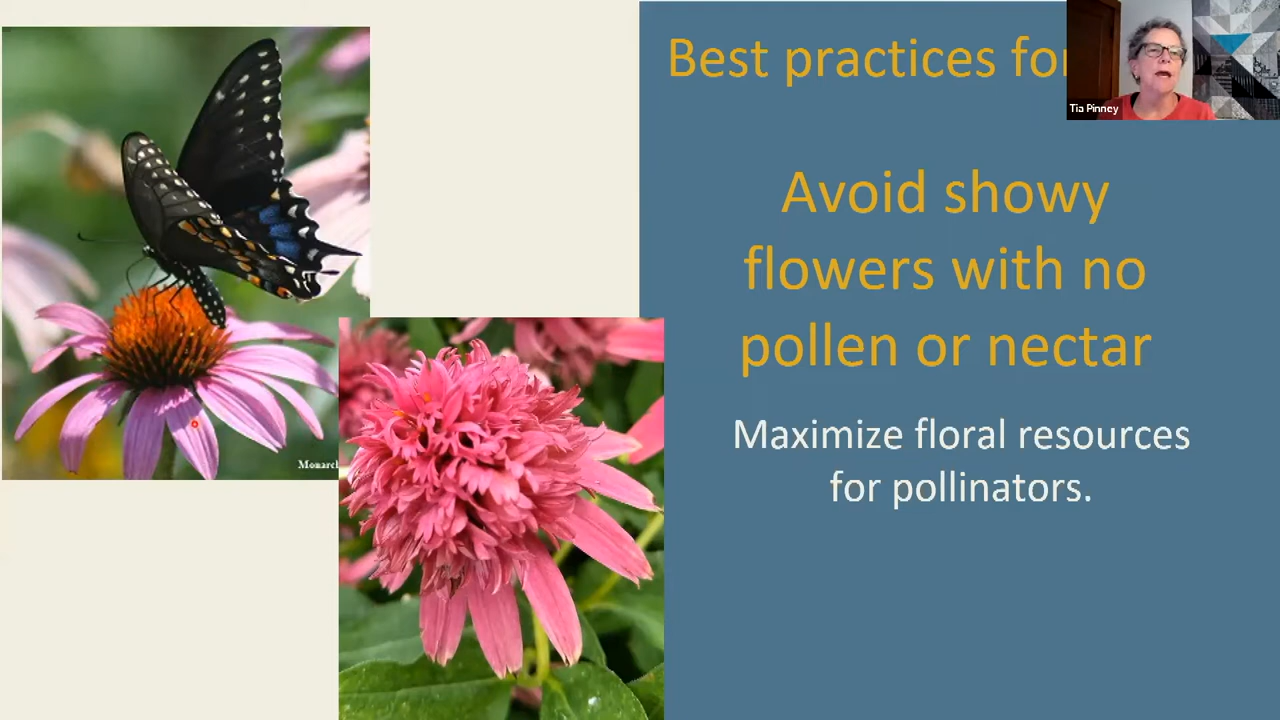 Best practices for
Tia Pinney
Avoid showy
flowers with no
pollen or nectar
Maximize floral resources
for pollinators.
Monarch